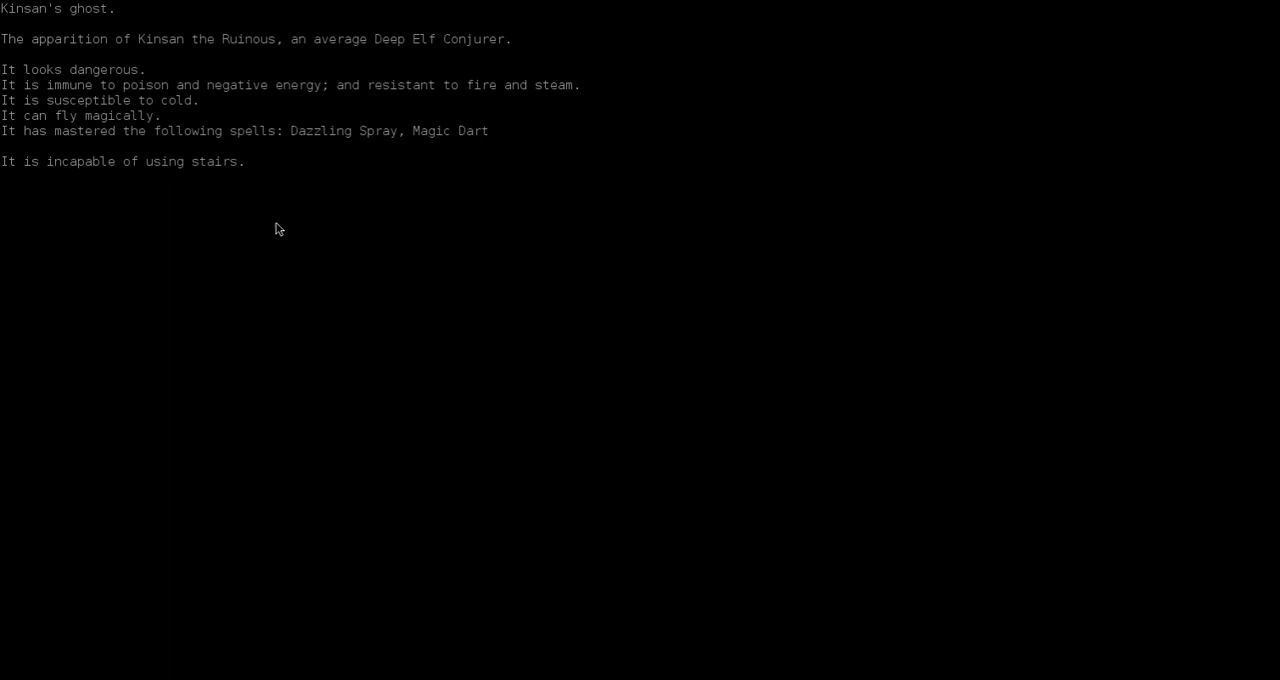 Kinsan's ghost.
The apparition of Kinsan the Ruinous, an average Deep Elf Conjurer.
It looks dangerous.
It is immune to poison and negative energy; and resistant to fire and steam.
It is susceptible to cold.
It can fly magically.
It has mastered the following spells: Dazzling Spray, Magic Dart
It is incapable of using stairs.